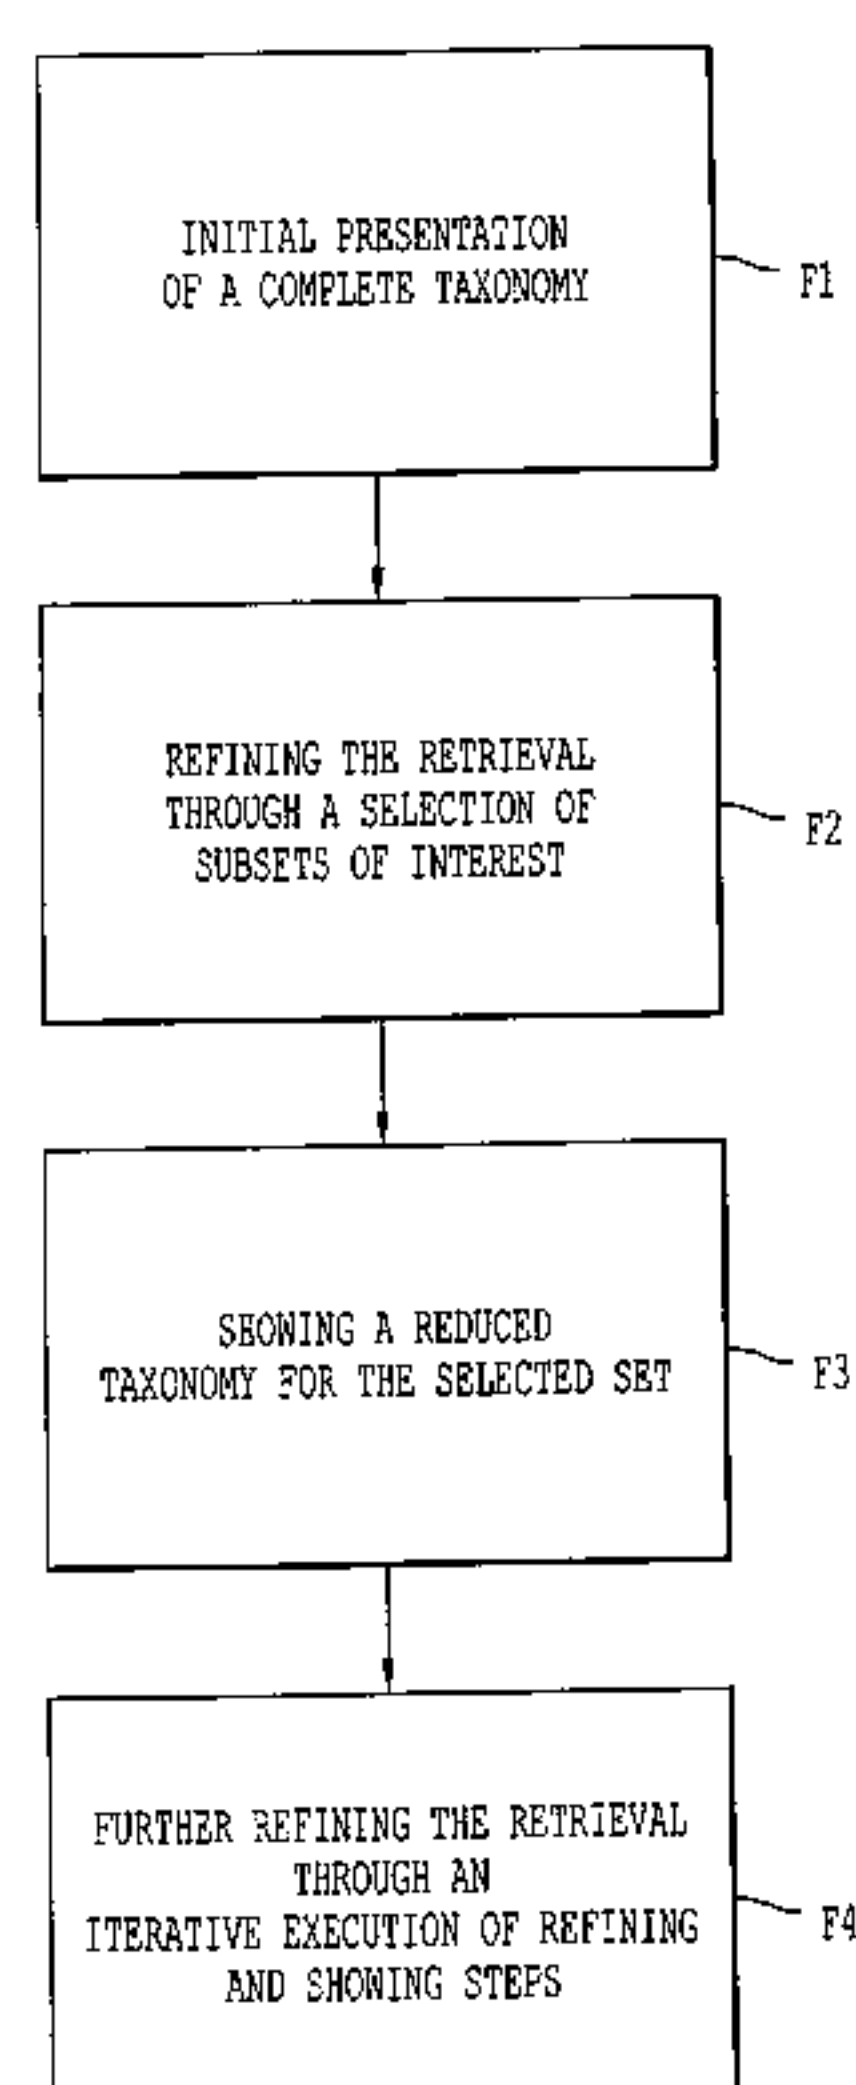 INITIAL PRESENTATION
OF A COMPLETE TAXONOMY
F1
REFINING THE RETRIEVAL
THROUGH A SELECTION OF
SUBSETS OF INTEREST
F2
SHOWING A REDUCED
TAXONOMY FOR THE SELECTED SET
F3
FURTHER REFINING THE RETRIEVAL
THROUGH AN
ITERATIVE EXECUTION OF REFINING
AND SHOWING STEPS
F4